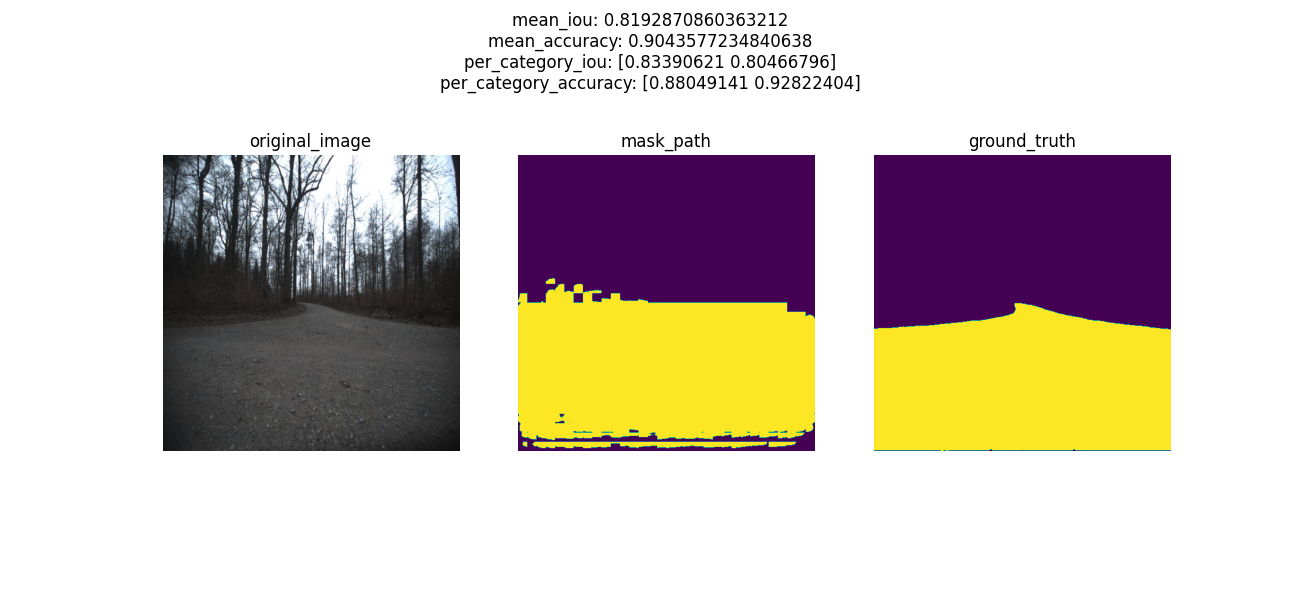 mean_iou: 0.8192870860363212
mean_accuracy: 0.9043577234840638
per_category_iou: [0.83390621 0.80466796]
per_category_accuracy: [0.88049141 0.92822404]
original_image
mask_path
ground_truth